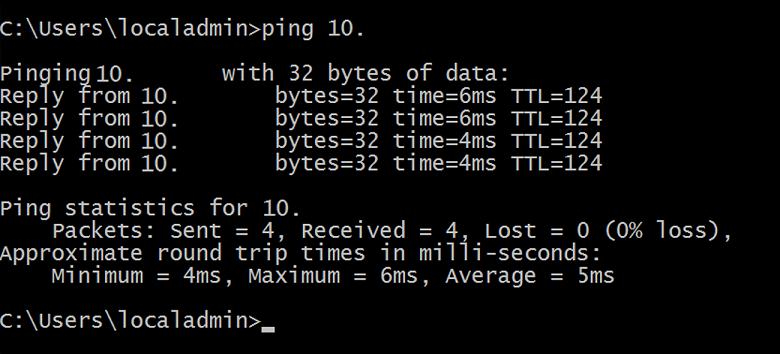 C:\Users\localadmin>ping 10.
Pinging 10. with 32 bytes of data:
Reply from 10. bytes=32 time=6ms TTL=124
Reply from 10. bytes=32 time=6ms TTL=124
Reply from 10. bytes=32 time=4ms TTL=124
Reply from 10. bytes=32 time=4ms TTL=124
Ping statistics for 10.
Packets: Sent = 4, Received = 4, Lost = 0 (0% loss),
Approximate round trip times in milli-seconds:
Minimum = 4ms, Maximum = 6ms, Average = 5ms
C:\Users\localadmin>_